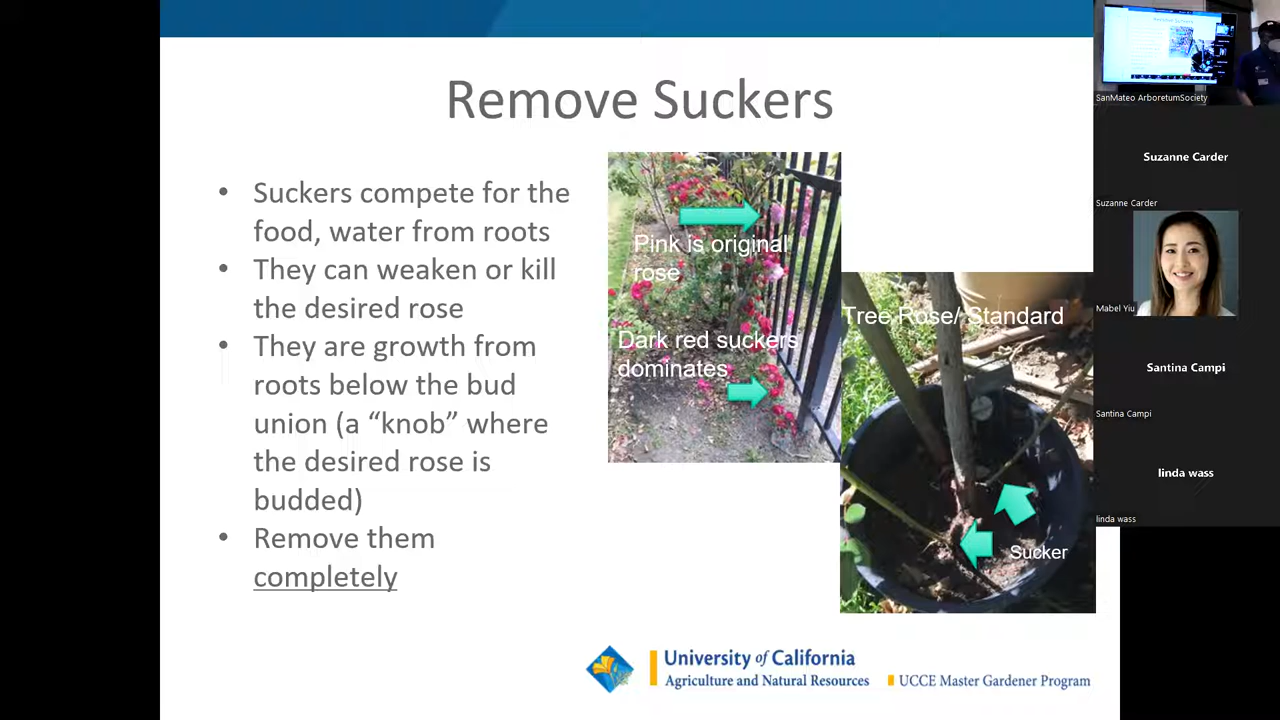 Remove Suckers
• Suckers compete for the
food, water from roots
• They can weaken or kill
the desired rose
• They are growth from
roots below the bud
union (a “knob” where
the desired rose is
budded)
• Remove them
completely
Pink is original
rose
Dark red suckers
dominates
Tree Rose/ Standard
Sucker
University of California
Agriculture and Natural Resources
UCCE Master Gardener Program
Remove Suckers
SanMateo ArboretumSociety
Suzanne Carder
Suzanne Carder
Mabel Yiu
Santina Campi
Santina Campi
linda wass
linda wass